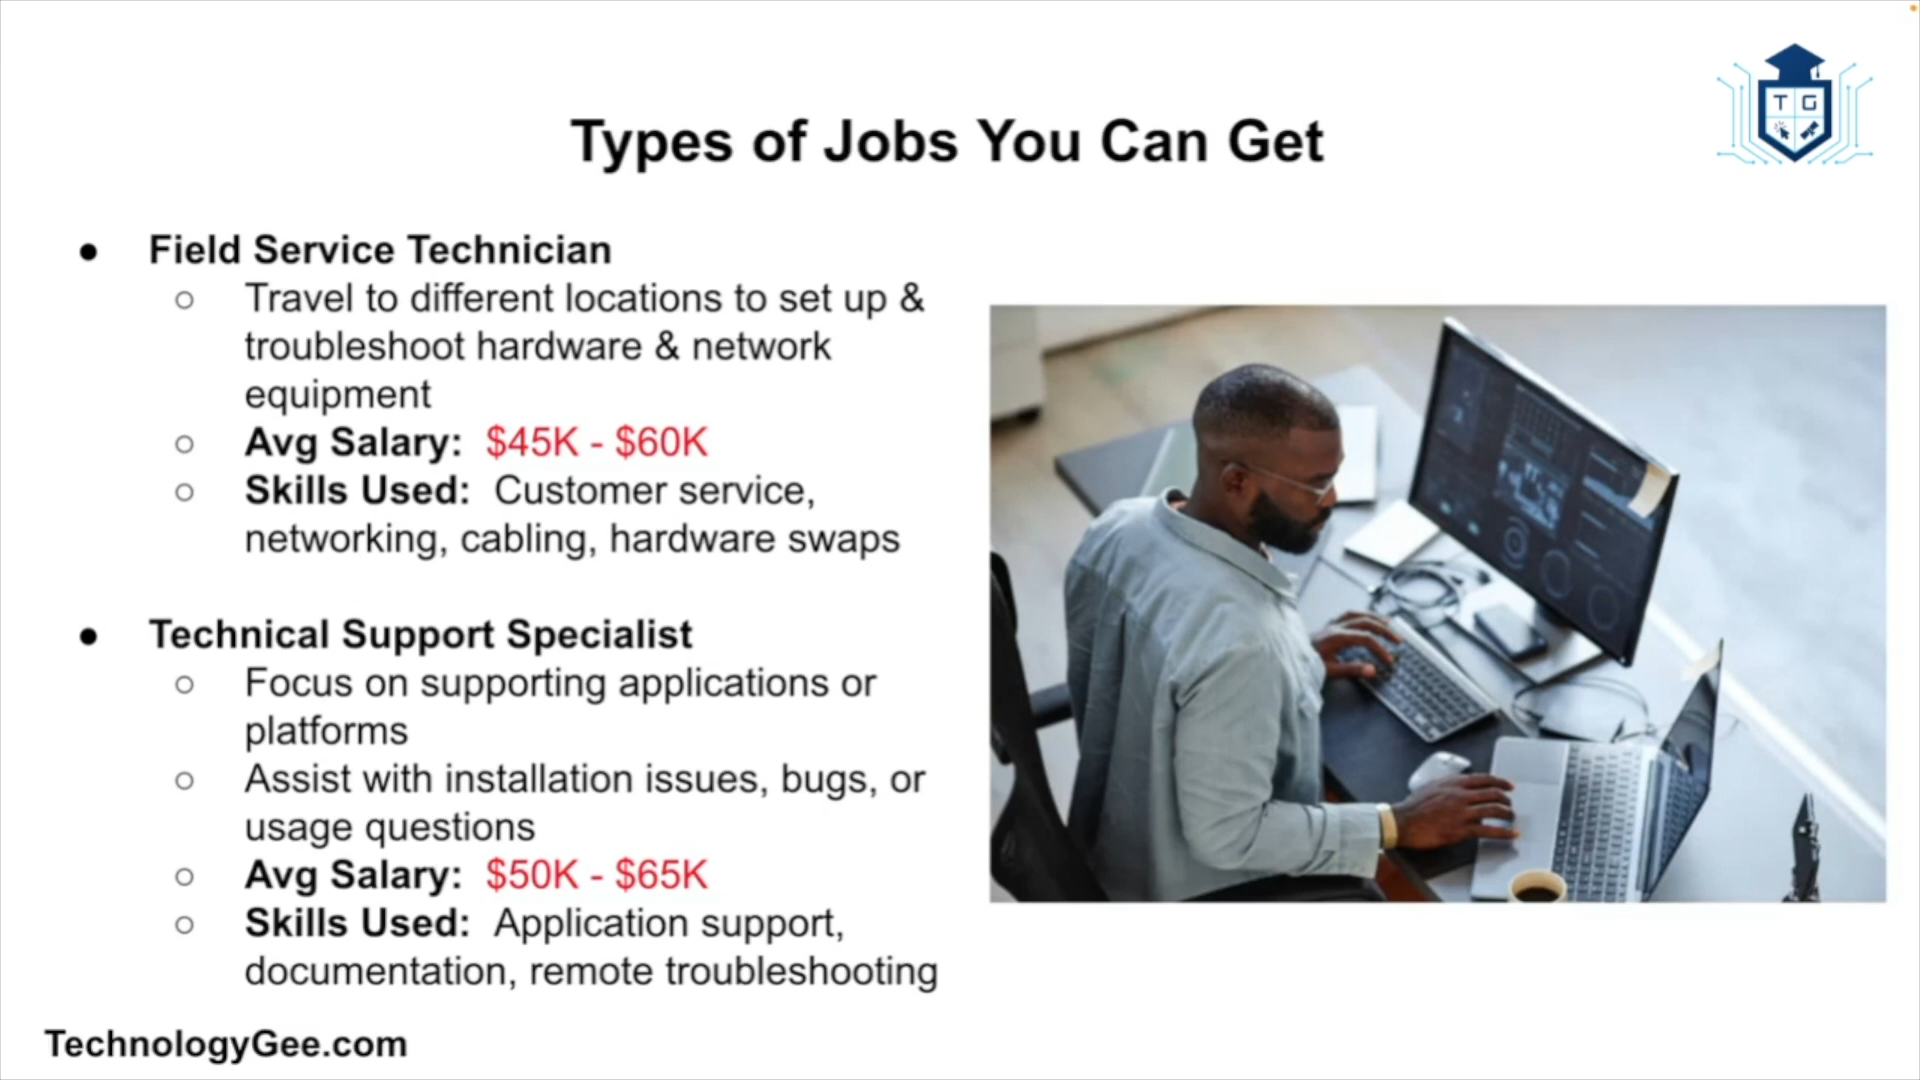 T G
Types of Jobs You Can Get
● Field Service Technician
○ Travel to different locations to set up &
troubleshoot hardware & network
equipment
○ Avg Salary: $45K - $60K
○ Skills Used: Customer service,
networking, cabling, hardware swaps
● Technical Support Specialist
○ Focus on supporting applications or
platforms
○ Assist with installation issues, bugs, or
usage questions
○ Avg Salary: $50K - $65K
○ Skills Used: Application support,
documentation, remote troubleshooting
TechnologyGee.com